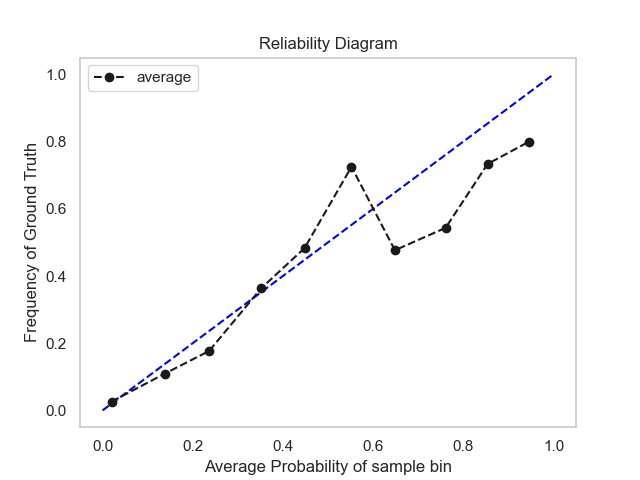 Reliability Diagram
average
Frequency of Ground Truth
1.0
0.8
0.6
0.4
0.2
0.0
0.0 0.2 0.4 0.6 0.8 1.0
Average Probability of sample bin